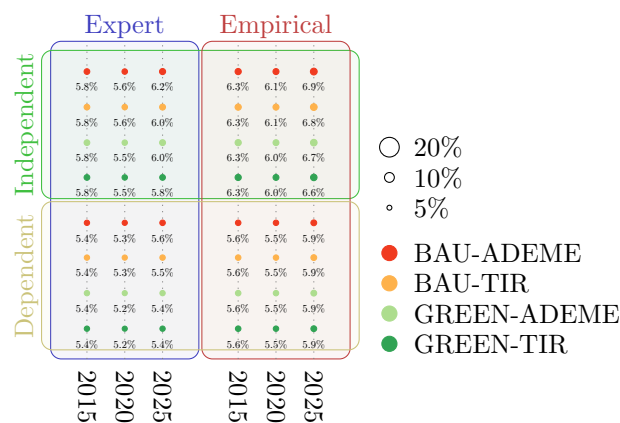 Expert Empirical
Independent
5.8% 5.6% 6.2% 6.3% 6.1% 6.9%
5.8% 5.6% 6.0% 6.3% 6.1% 6.8%
5.8% 5.5% 6.0% 6.3% 6.0% 6.7%
5.8% 5.5% 5.8% 6.3% 6.0% 6.6%
Dependent
5.4% 5.3% 5.6% 5.6% 5.5% 5.9%
5.4% 5.3% 5.5% 5.6% 5.5% 5.9%
5.4% 5.2% 5.4% 5.6% 5.5% 5.9%
5.4% 5.2% 5.4% 5.6% 5.5% 5.9%
2015 2020 2025 2015 2020 2025
20%
10%
5%
BAU-ADEME
BAU-TIR
GREEN-ADEME
GREEN-TIR